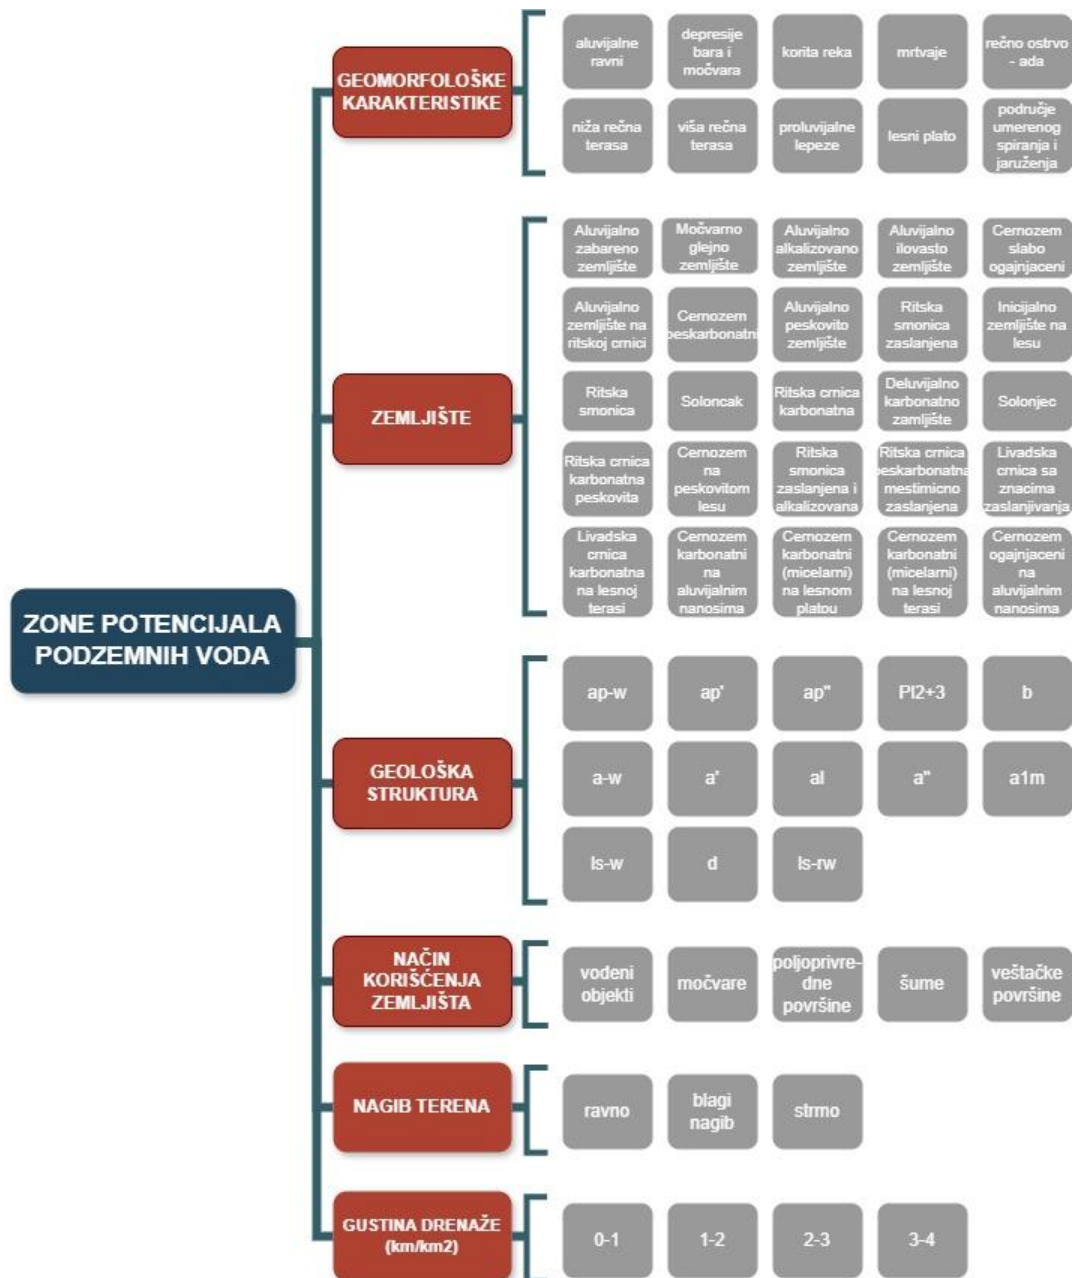 GEOMORFOLOŠKE
KARAKTERISTIKE
aluvijalne
ravni
depresije
bara i
močvara
korita reka
mrtvaje
rečno ostrvo
- ada
niža rečna
terasa
viša rečna
terasa
proluvijalne
lepeze
lesni plato
područje
umerenog
spiranja i
jaruženja
ZEMLJIŠTE
Aluvijalno
zabareno
zemljište
Močvarno
glejno
zemljište
Aluvijalno
alkalizovano
zemljište
Aluvijalno
ilovasto
zemljište
Cernozem
slabo
ogajnjaceni
Aluvijalno
zemljište na
ritskoj crnici
Cernozem
beskarbonatni
Aluvijalno
peskovito
zemljište
Ritska
smonica
zaslanjena
Inicijalno
zemljište na
lesu
Ritska
smonica
Soloncak
Ritska crnica
karbonatna
Deluvijalno
karbonatno
zamljište
Solonjec
Ritska crnica
karbonatna
peskovita
Cernozem
na
peskovitom
lesu
Ritska
smonica
zaslanjena i
alkalizovana
Ritska crnica
beskarbonatna
mestimicno
zaslanjena
Livadska
crnica sa
znacima
zaslanjivanja
Livadska
crnica
karbonatna
na lesnoj
terasi
Cernozem
karbonatni
na
aluvijalnim
nanosima
Cernozem
karbonatni
(micelarni)
na lesnom
platou
Cernozem
karbonatni
(micelarni)
na lesnoj
terasi
Cernozem
ogajnjaceni
na
aluvijalnim
nanosima
ZONE POTENCIJALA
PODZEMNIH VODA
GEOLOŠKA
STRUKTURA
ap-w
ap'
ap"
Pl2+3
b
a-w
a'
al
a"
a1m
ls-w
d
ls-rw
NAČIN
KORIŠĆENJA
ZEMLJIŠTA
vodeni
objekti
močvare
poljoprivre-
dne
površine
šume
veštačke
površine
NAGIB TERENA
ravno
blagi
nagib
strmo
GUSTINA DRENAŽE
(km/km2)
0-1
1-2
2-3
3-4